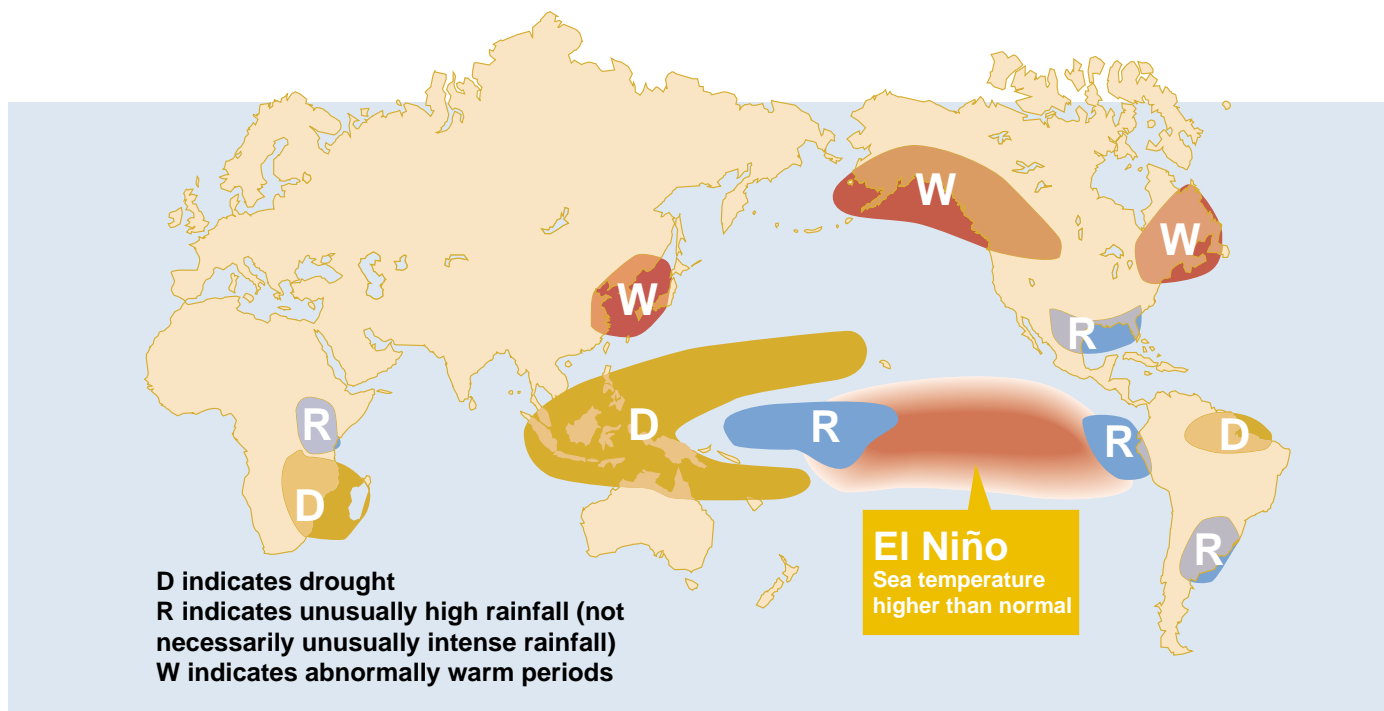 W
W
W
R
R
D
R
R
D
D
R
El Niño
Sea temperature
higher than normal
D indicates drought
R indicates unusually high rainfall (not
necessarily unusually intense rainfall)
W indicates abnormally warm periods